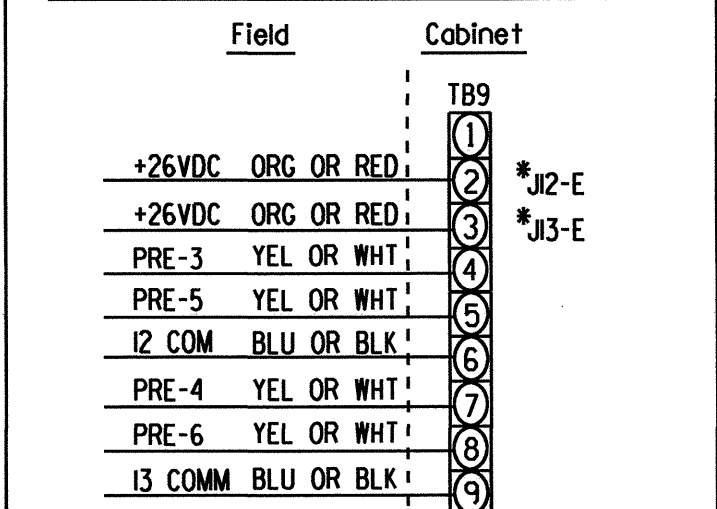 Field Cabinet
TB9
1
+26VDC ORG OR RED 2 *J12-E
+26VDC ORG OR RED 3 *J13-E
PRE-3 YEL OR WHT 4
PRE-5 YEL OR WHT 5
I2 COM BLU OR BLK 6
PRE-4 YEL OR WHT 7
PRE-6 YEL OR WHT 8
I3 COMM BLU OR BLK 9